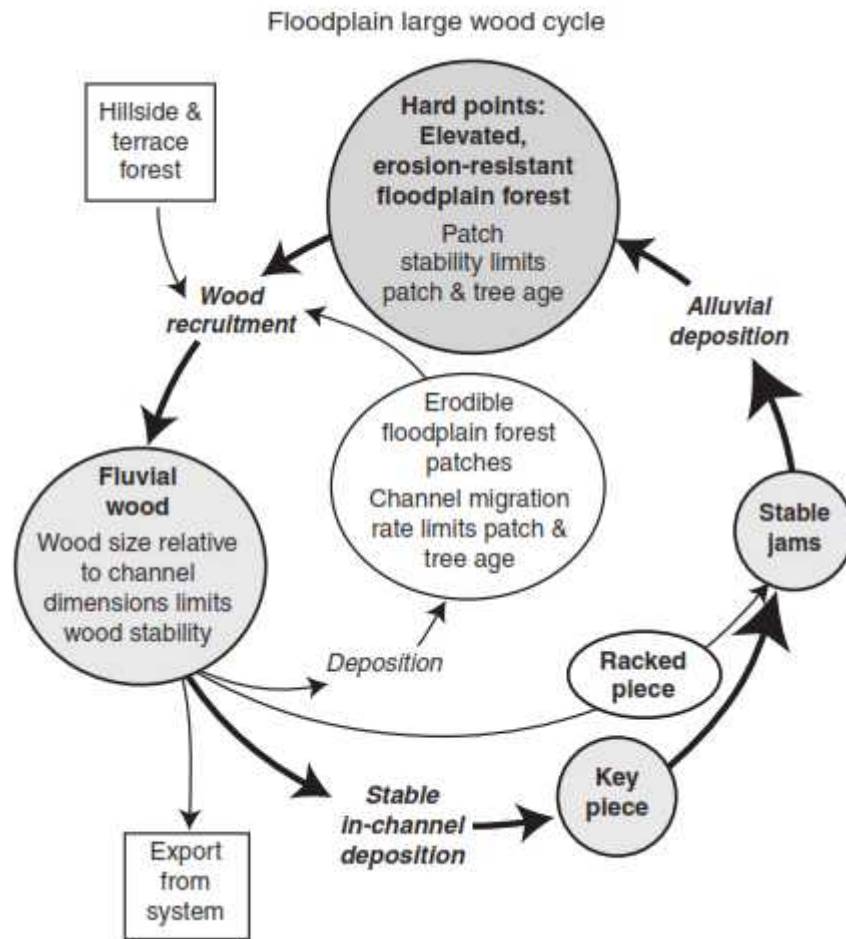 Floodplain large wood cycle
Hillside &
terrace
forest
Hard points:
Elevated,
erosion-resistant
floodplain forest
Patch
stability limits
patch & tree age
Wood
recruitment
Alluvial
deposition
Erodible
floodplain forest
patches
Channel migration
rate limits patch &
tree age
Fluvial
wood
Wood size relative
to channel
dimensions limits
wood stability
Stable
jams
Deposition
Racked
piece
Key
piece
Stable
in-channel
deposition
Export
from
system